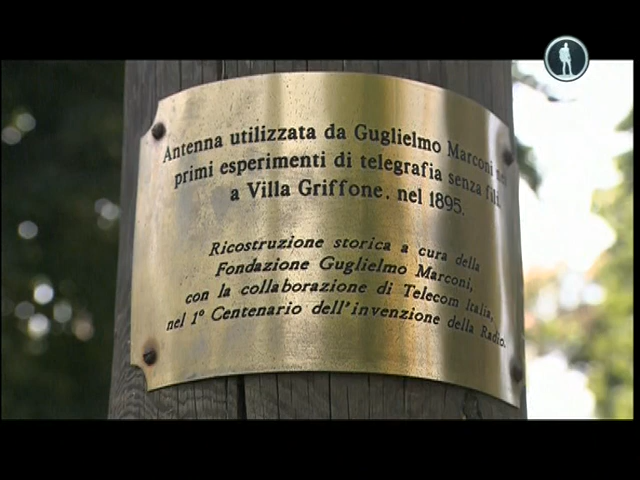 Antenna utilizzata da Guglielmo Marconi nei
primi esperimenti di telegrafia senza fili
a Villa Griffone, nel 1895.
Ricostruzione storica a cura della
Fondazione Guglielmo Marconi,
con la collaborazione di Telecom Italia,
nel 1° Centenario dell'invenzione della Radio.